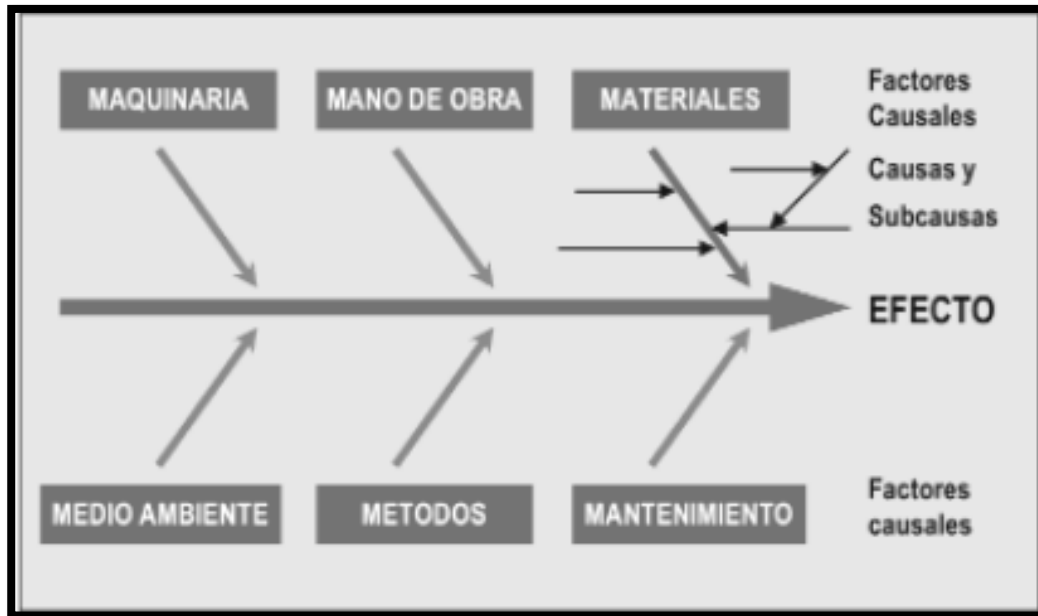 MAQUINARIA
MANO DE OBRA
MATERIALES
Factores
Causales
Causas y
Subcausas
EFECTO
MEDIO AMBIENTE
METODOS
MANTENIMIENTO
Factores
causales